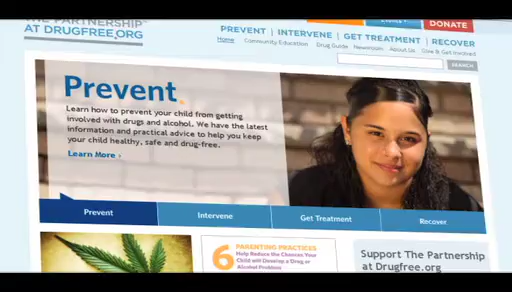 THE PARTNERSHIP
AT DRUGFREE.ORG
DONATE
PREVENT | INTERVENE | GET TREATMENT | RECOVER
Home Community Education Drug Guide Newsroom About Us Give & Get Involved
SEARCH
Prevent.
Learn how to prevent your child from getting
involved with drugs and alcohol. We have the latest
information and practical advice to help you keep
your child healthy, safe and drug-free.
Learn More ›
Prevent Intervene Get Treatment Recover
6 PARENTING PRACTICES
Help Reduce the Chances Your
Child will Develop a Drug or
Alcohol Problem
Support The Partnership
at Drugfree.org